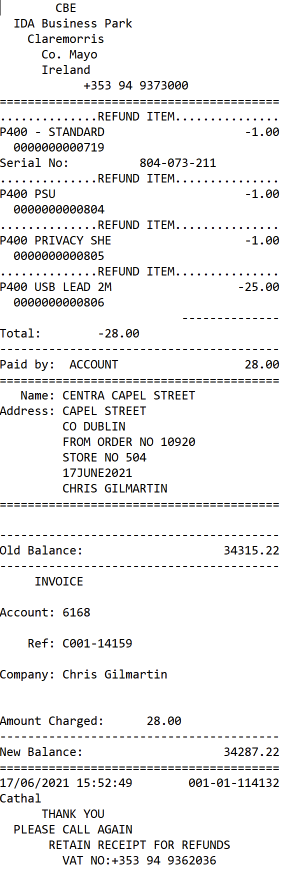 CBE
IDA Business Park
Claremorris
Co. Mayo
Ireland
+353 94 9373000
========================================
..............REFUND ITEM...............
P400 - STANDARD -1.00
0000000000719
Serial No: 804-073-211
..............REFUND ITEM...............
P400 PSU -1.00
0000000000804
..............REFUND ITEM...............
P400 PRIVACY SHE -1.00
0000000000805
..............REFUND ITEM...............
P400 USB LEAD 2M -25.00
0000000000806
--------------
Total: -28.00
----------------------------------------
Paid by: ACCOUNT 28.00
========================================
Name: CENTRA CAPEL STREET
Address: CAPEL STREET
CO DUBLIN
FROM ORDER NO 10920
STORE NO 504
17JUNE2021
CHRIS GILMARTIN
========================================
----------------------------------------
Old Balance: 34315.22
----------------------------------------
INVOICE
Account: 6168
Ref: C001-14159
Company: Chris Gilmartin
Amount Charged: 28.00
----------------------------------------
New Balance: 34287.22
========================================
17/06/2021 15:52:49 001-01-114132
Cathal
THANK YOU
PLEASE CALL AGAIN
RETAIN RECEIPT FOR REFUNDS
VAT NO:+353 94 9362036